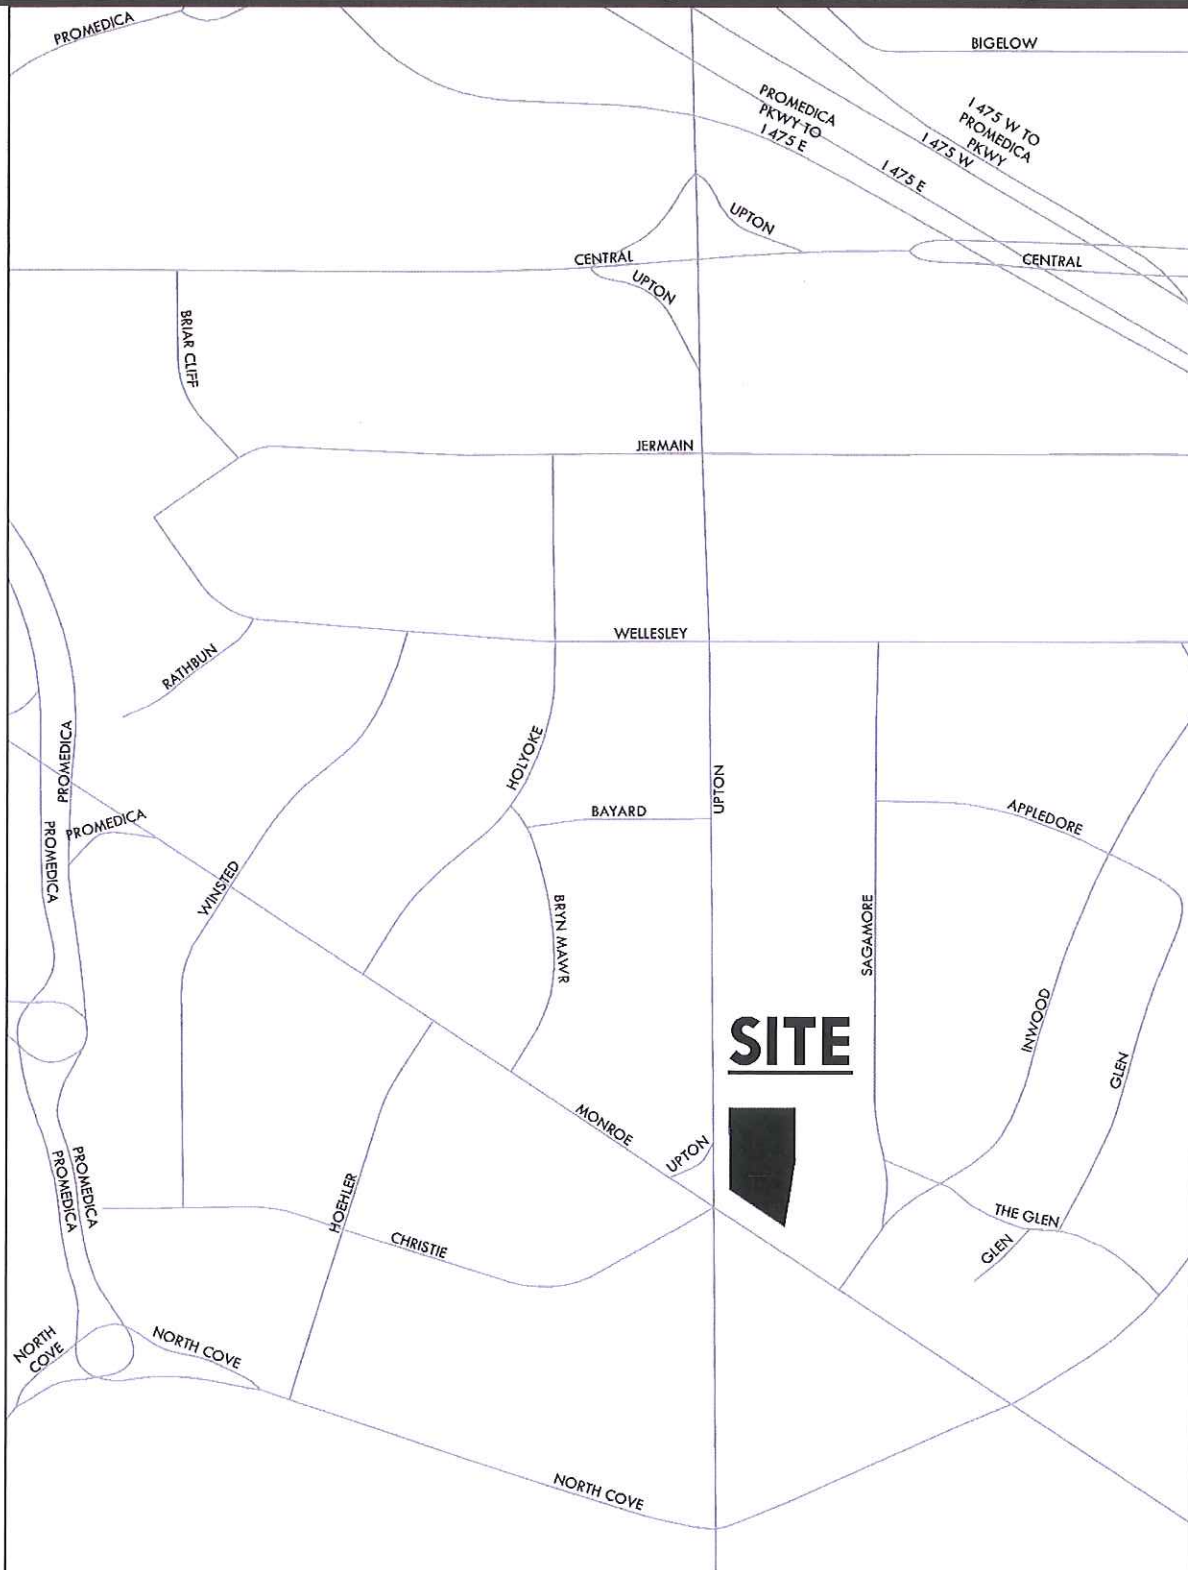 PROMEDICA
BIGELOW
PROMEDICA
PKWY TO
I 475 E
I 475 W TO
PROMEDICA
PKWY
I 475 W
I 475 E
UPTON
CENTRAL
CENTRAL
UPTON
BRIAR CLIFF
JERMAIN
WELLESLEY
RATHBUN
HOLYOKE
PROMEDICA
UPTON
BAYARD
APPLEDORE
PROMEDICA
PROMEDICA
WINSTED
BRYN MAWR
SAGAMORE
INWOOD
SITE
GLEN
MONROE
UPTON
PROMEDICA
PROMEDICA
HOEHLER
THE GLEN
CHRISTIE
GLEN
NORTH
COVE
NORTH COVE
NORTH COVE